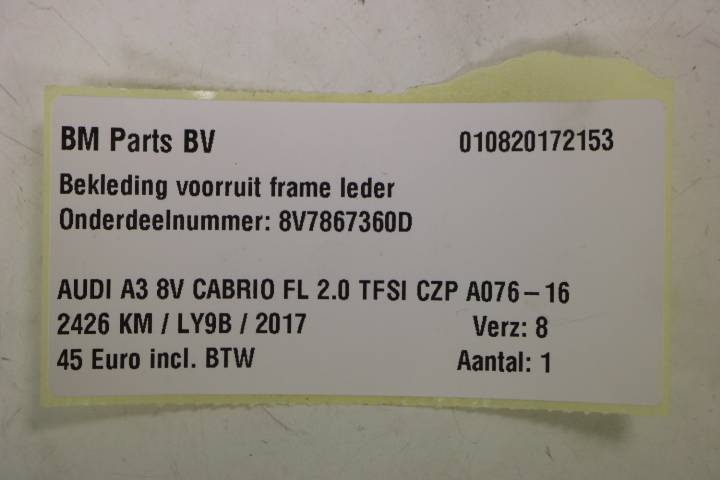 BM Parts BV 010820172153
Bekleding voorruit frame leder
Onderdeelnummer: 8V7867360D
AUDI A3 8V CABRIO FL 2.0 TFSI CZP A076-16
2426 KM / LY9B / 2017 Verz: 8
45 Euro incl. BTW Aantal: 1